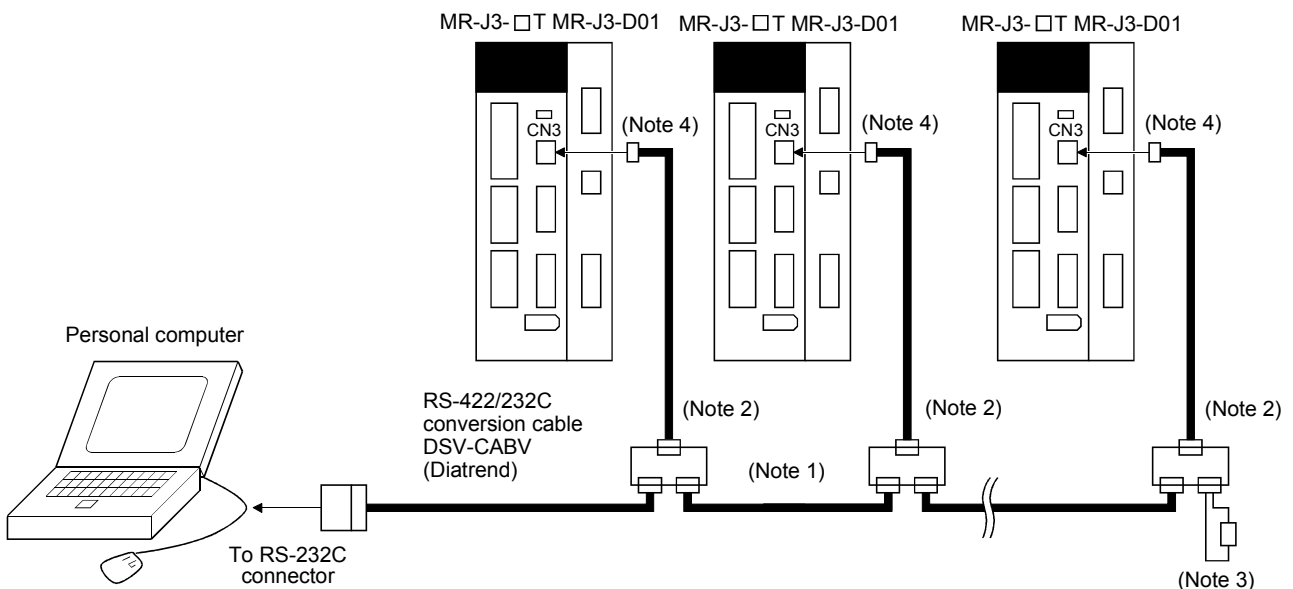 MR-J3-□T MR-J3-D01
MR-J3-□T MR-J3-D01
MR-J3-□T MR-J3-D01
CN3
(Note 4)
CN3
(Note 4)
CN3
(Note 4)
Personal computer
RS-422/232C
conversion cable
DSV-CABV
(Diatrend)
(Note 2)
(Note 2)
(Note 2)
(Note 1)
To RS-232C
connector
(Note 3)